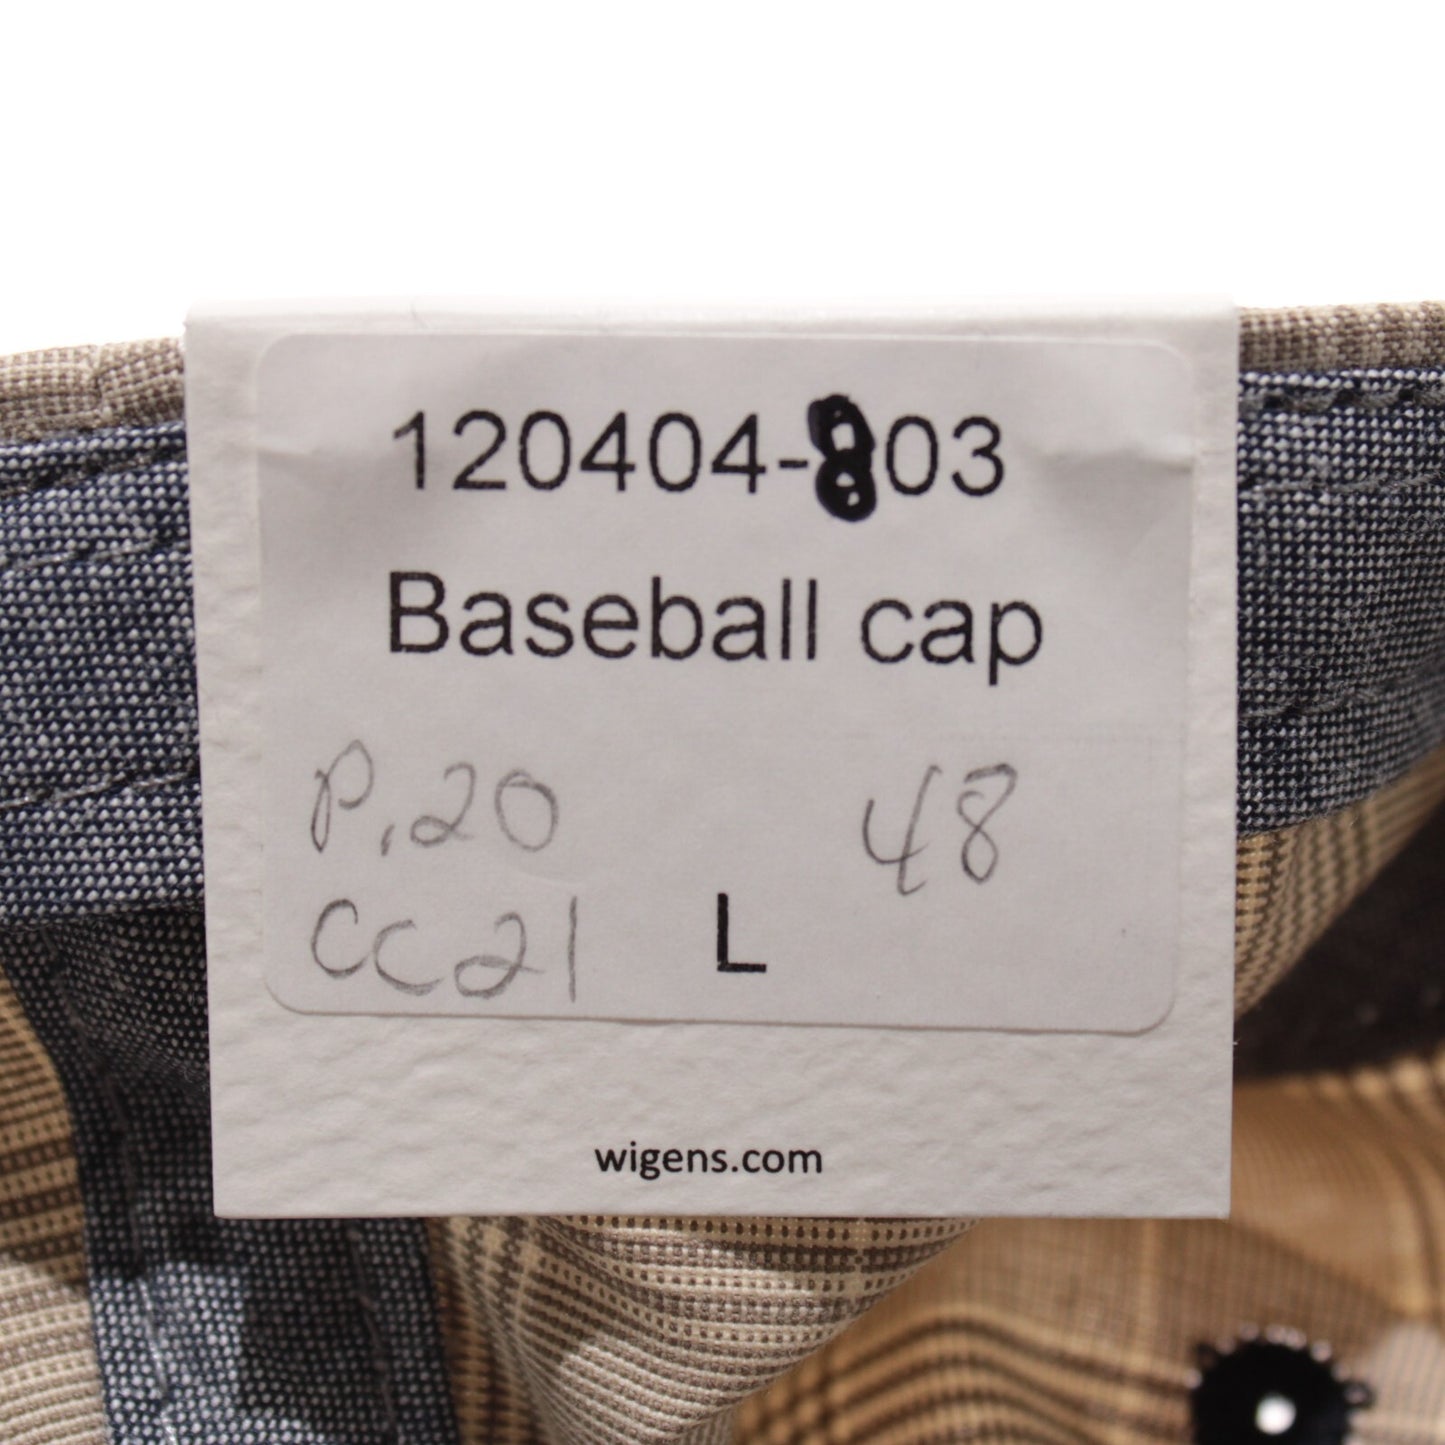 120404-803
Baseball cap
P.20 48
CC21 L
wigens.com